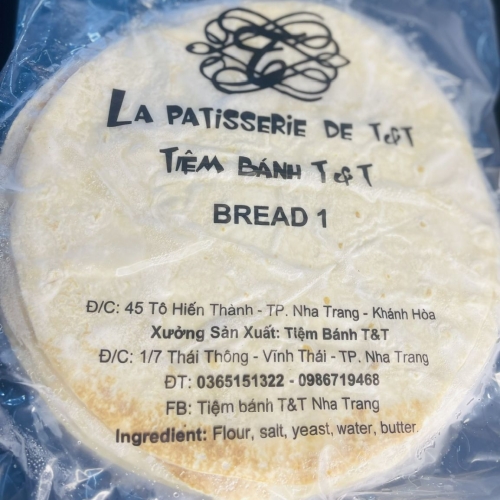 La Patisserie de T&T
Tiệm Bánh T&T
BREAD 1
Đ/C: 45 Tô Hiến Thành - TP. Nha Trang - Khánh Hòa
Xưởng Sản Xuất: Tiệm Bánh T&T
Đ/C: 1/7 Thái Thông - Vĩnh Thái - TP. Nha Trang
ĐT: 0365151322 - 0986719468
FB: Tiệm bánh T&T Nha Trang
Ingredient: Flour, salt, yeast, water, butter.